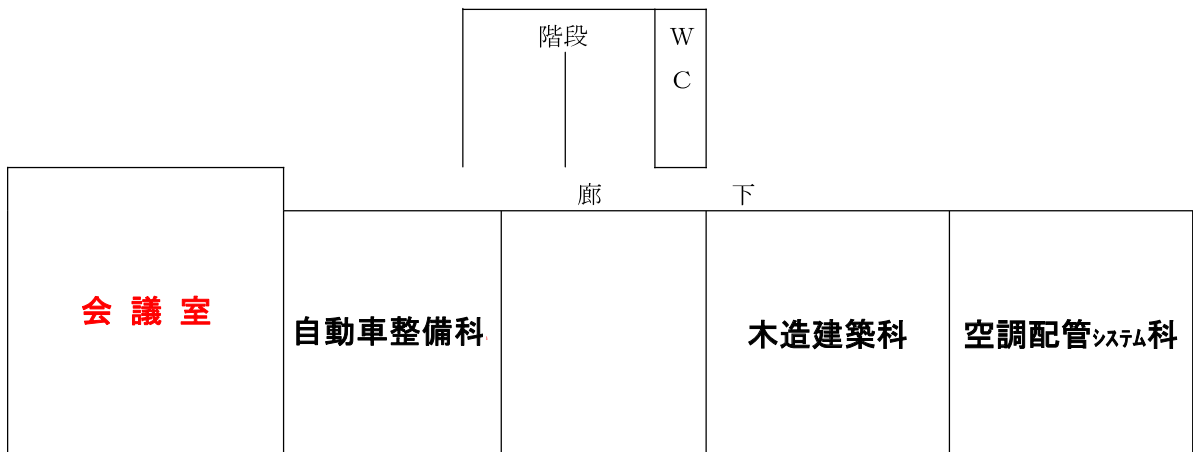 階段
W
C
廊 下
会 議 室
自動車整備科
木造建築科
空調配管システム科